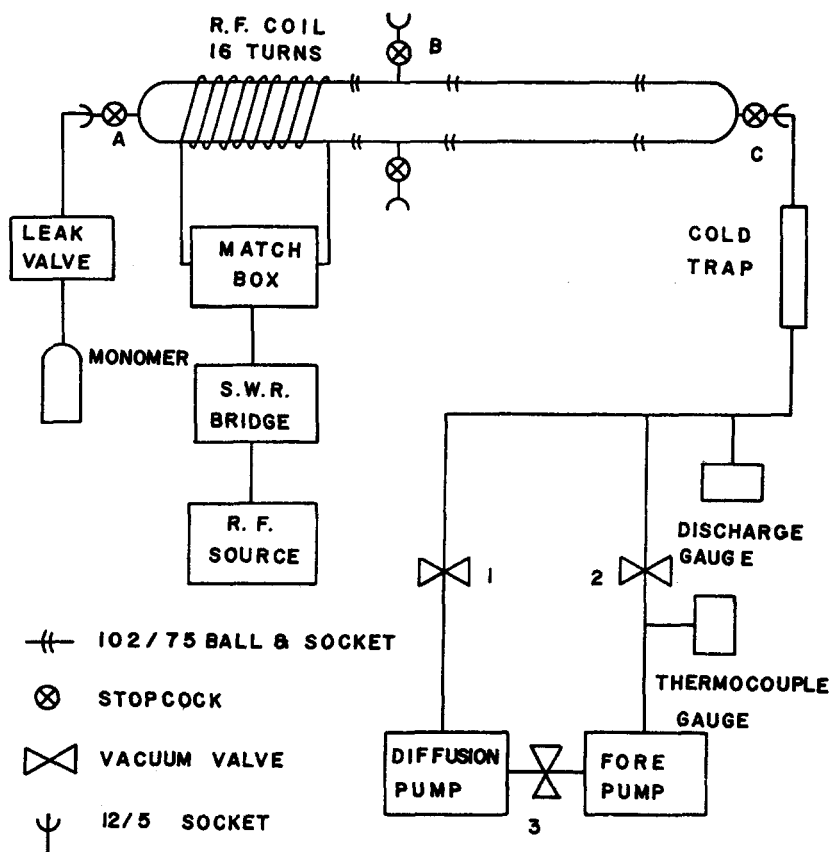 R.F. COIL
16 TURNS
B
A
C
LEAK
VALVE
MATCH
BOX
COLD
TRAP
MONOMER
S.W.R.
BRIDGE
R. F.
SOURCE
DISCHARGE
GAUGE
1
2
102/75 BALL & SOCKET
STOPCOCK
THERMOCOUPLE
GAUGE
VACUUM VALVE
DIFFUSION
PUMP
FORE
PUMP
3
12/5 SOCKET